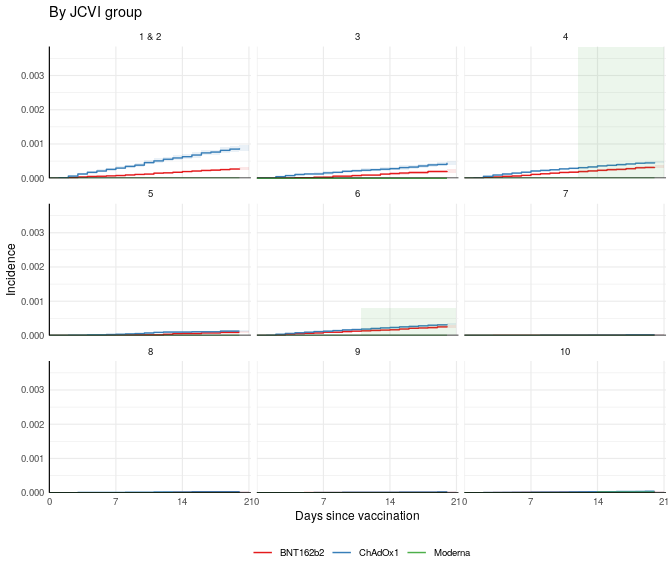 By JCVI group
1 & 2 3 4
0.003
0.002
0.001
0.000
5 6 7
0.003
0.002
0.001
0.000
8 9 10
0.003
0.002
0.001
0.000
0 7 14 21 0 7 14 21 0 7 14 21
Incidence
Days since vaccination
BNT162b2 ChAdOx1 Moderna